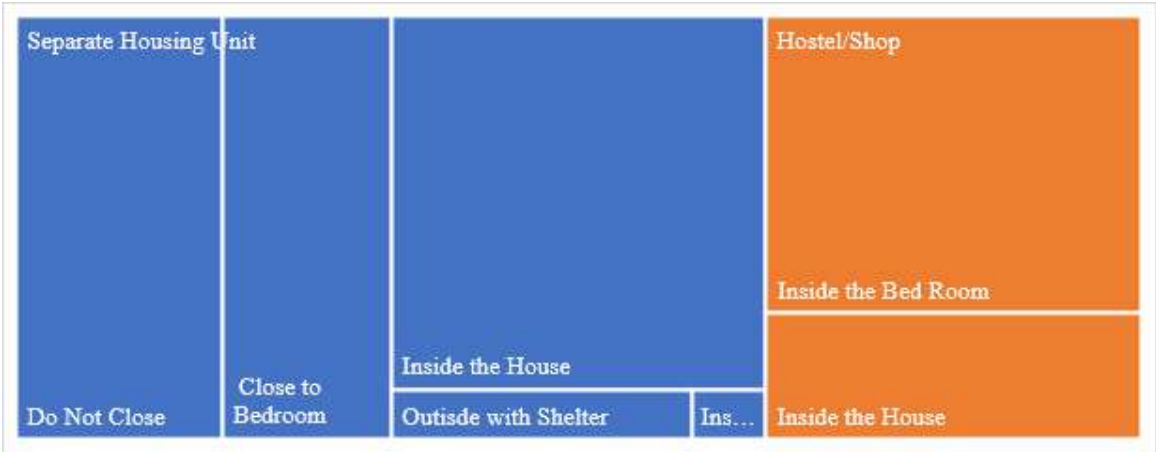 Separate Housing Unit
Do Not Close
Close to
Bedroom
Inside the House
Outisde with Shelter
Ins...
Hostel/Shop
Inside the Bed Room
Inside the House